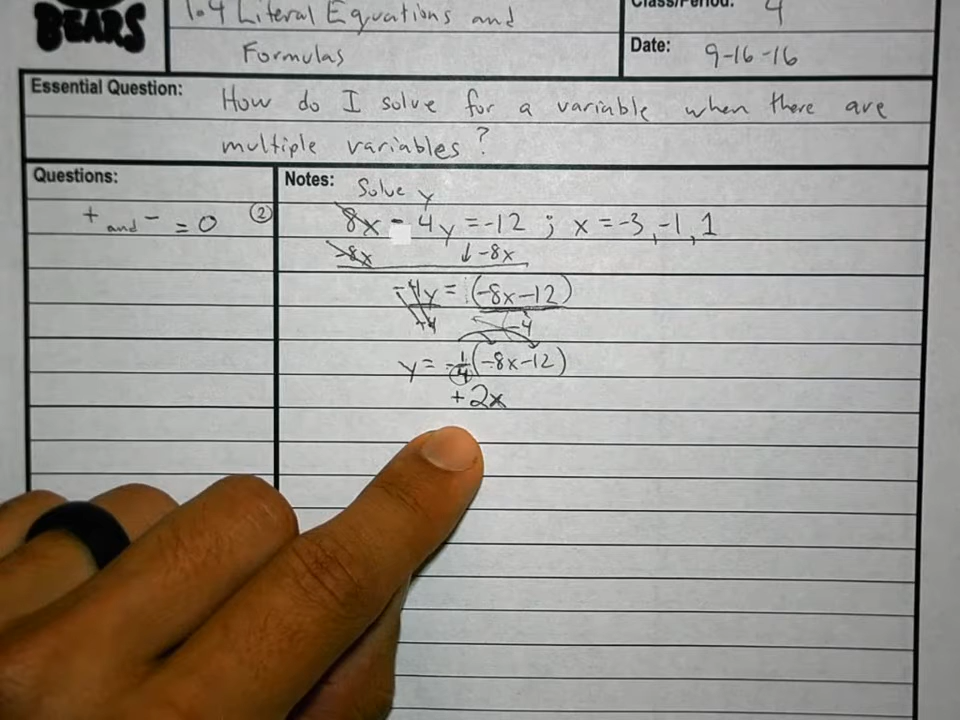 BEARS
1.4 Literal Equations and
Formulas
Class/Period: 4
Date: 9-16-16
Essential Question: How do I solve for a variable when there are
multiple variables?
Questions:
+ and - = 0
Notes: Solve y
② 8x - 4y = -12 ; x = -3, -1, 1
-8x ↓ -8x
-4y = (-8x-12)
-4 -4
y = -1/4(-8x-12)
+2x